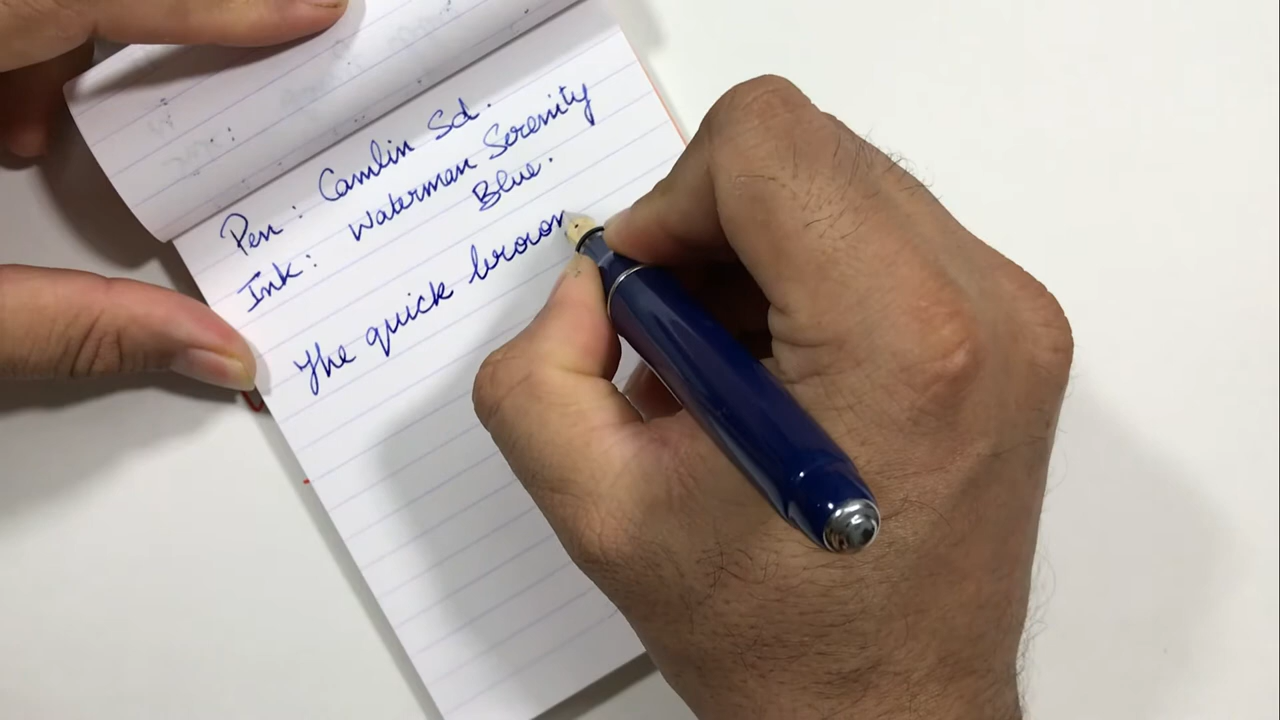 Pen: Camlin Sd.
Ink: Waterman Serenity
Blue.
The quick brown